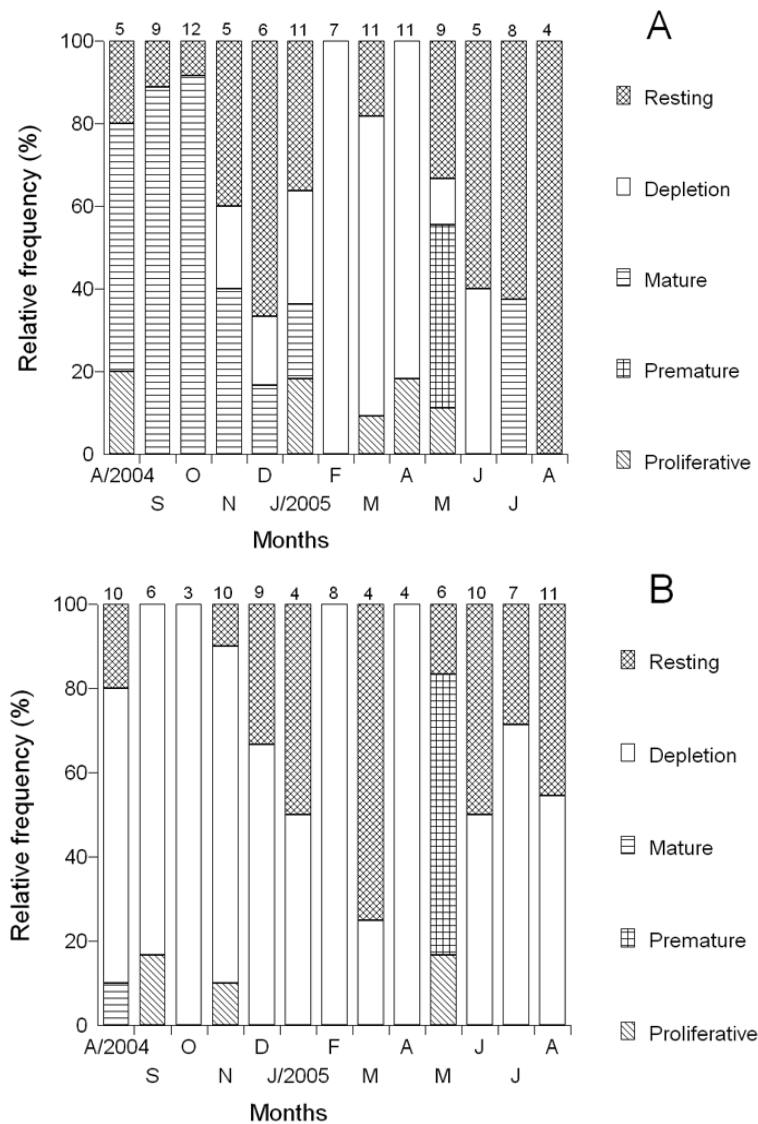 5 9 12 5 6 11 7 11 11 9 5 8 4
A
100
80
60
40
20
0
Relative frequency (%)
Resting
Depletion
Mature
Premature
Proliferative
A/2004 O D F A J A
S N J/2005 M M J
Months
10 6 3 10 9 4 8 4 4 6 10 7 11
B
100
80
60
40
20
0
Relative frequency (%)
Resting
Depletion
Mature
Premature
Proliferative
A/2004 O D F A J A
S N J/2005 M M J
Months